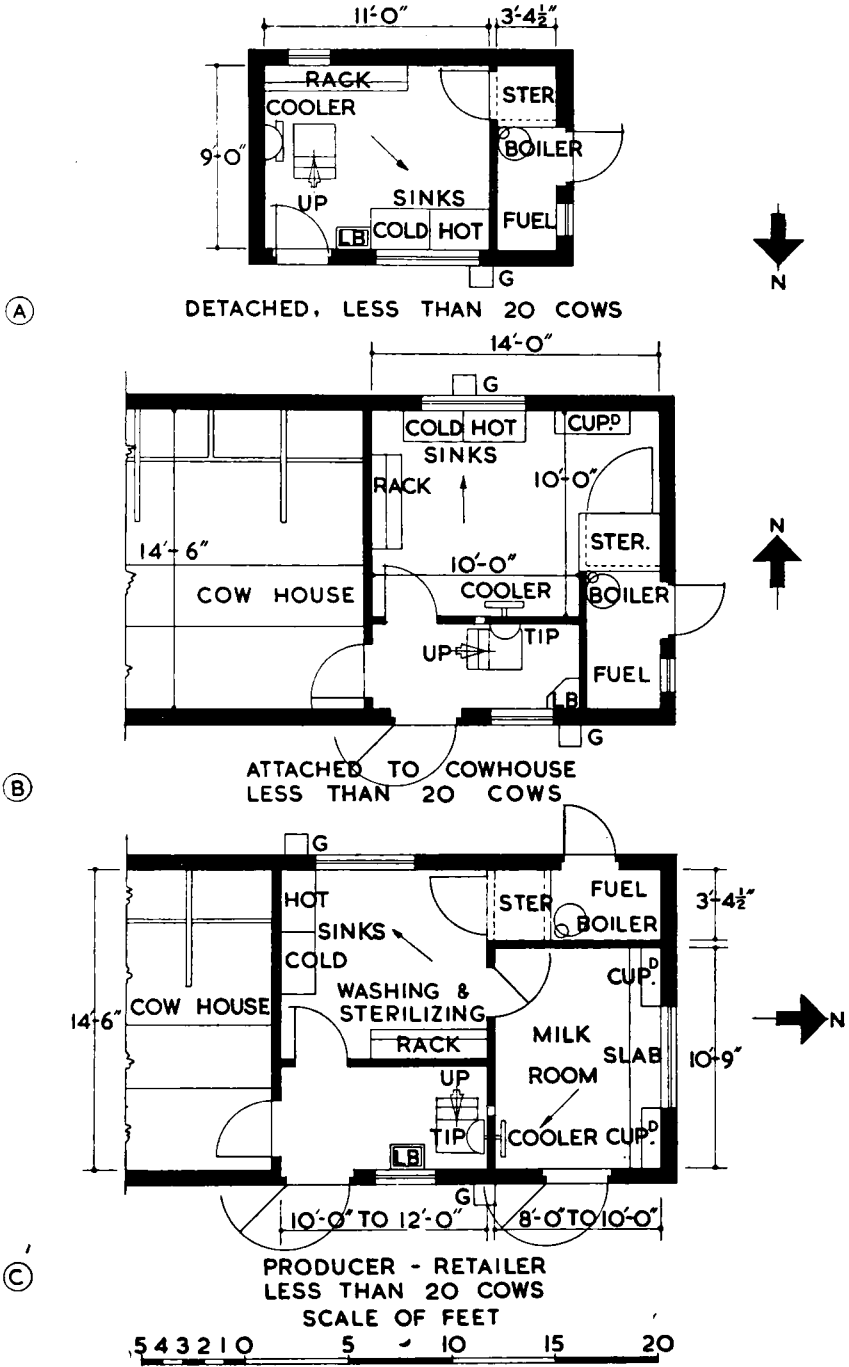 11'-0"
3'-4½"
RACK
STER
COOLER
9'-0"
BOILER
UP
SINKS
LB
COLD
HOT
FUEL
G
N
A
DETACHED, LESS THAN 20 COWS
14'-0"
G
COLD HOT
CUP.D
SINKS
RACK
10'-0"
14'-6"
STER.
N
10'-0"
COW HOUSE
COOLER
BOILER
TIP
UP
FUEL
LB
G
B
ATTACHED TO COWHOUSE
LESS THAN 20 COWS
G
HOT
STER
FUEL
3'-4½"
BOILER
SINKS
COLD
CUP.D
WASHING &
STERILIZING
COW HOUSE
14'-6"
RACK
MILK
ROOM
SLAB
10'-9"
N
UP
TIP
COOLER
CUP.D
LB
G
10'-0" TO 12'-0"
8'-0" TO 10'-0"
C
PRODUCER - RETAILER
LESS THAN 20 COWS
SCALE OF FEET
5 4 3 2 1 0 5 10 15 20